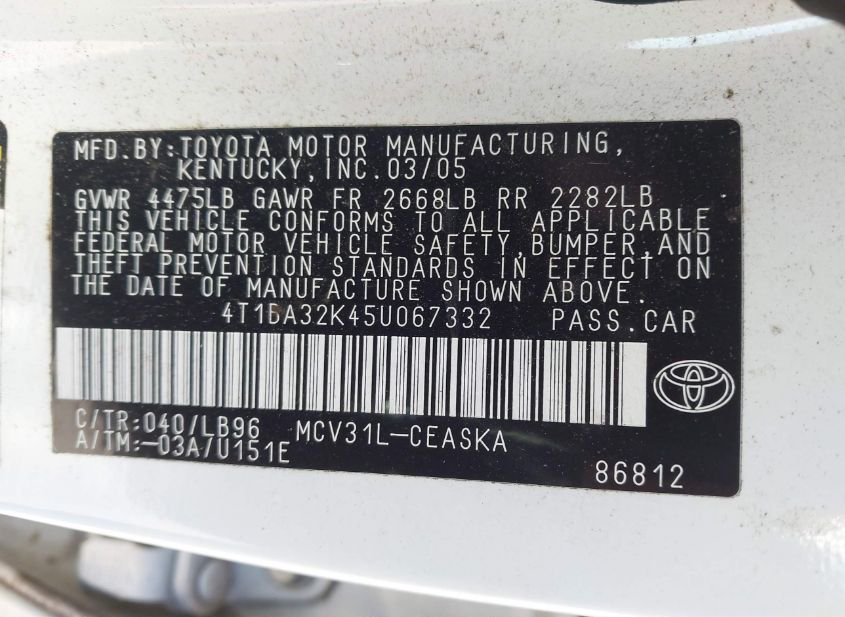 MFD.BY:TOYOTA MOTOR MANUFACTURING,
KENTUCKY,INC.03/05
GVWR 4475LB GAWR FR 2668LB RR 2282LB
THIS VEHICLE CONFORMS TO ALL APPLICABLE
FEDERAL MOTOR VEHICLE SAFETY,BUMPER,AND
THEFT PREVENTION STANDARDS IN EFFECT ON
THE DATE OF MANUFACTURE SHOWN ABOVE.
4T1BA32K45U067332 PASS.CAR
C/TR:040/LB96 MCV31L-CEASKA
A/TM:-03A/U151E
86812